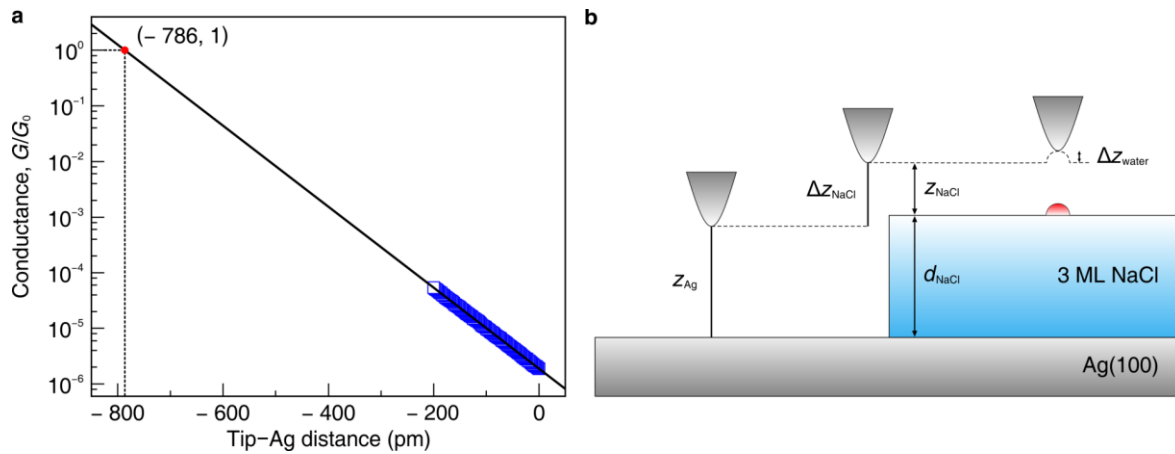 a
(− 786, 1)
Conductance, G/G₀
10⁰
10⁻¹
10⁻²
10⁻³
10⁻⁴
10⁻⁵
10⁻⁶
− 800
− 600
− 400
− 200
0
Tip−Ag distance (pm)
b
Δz_water
Δz_NaCl
z_NaCl
z_Ag
d_NaCl
3 ML NaCl
Ag(100)